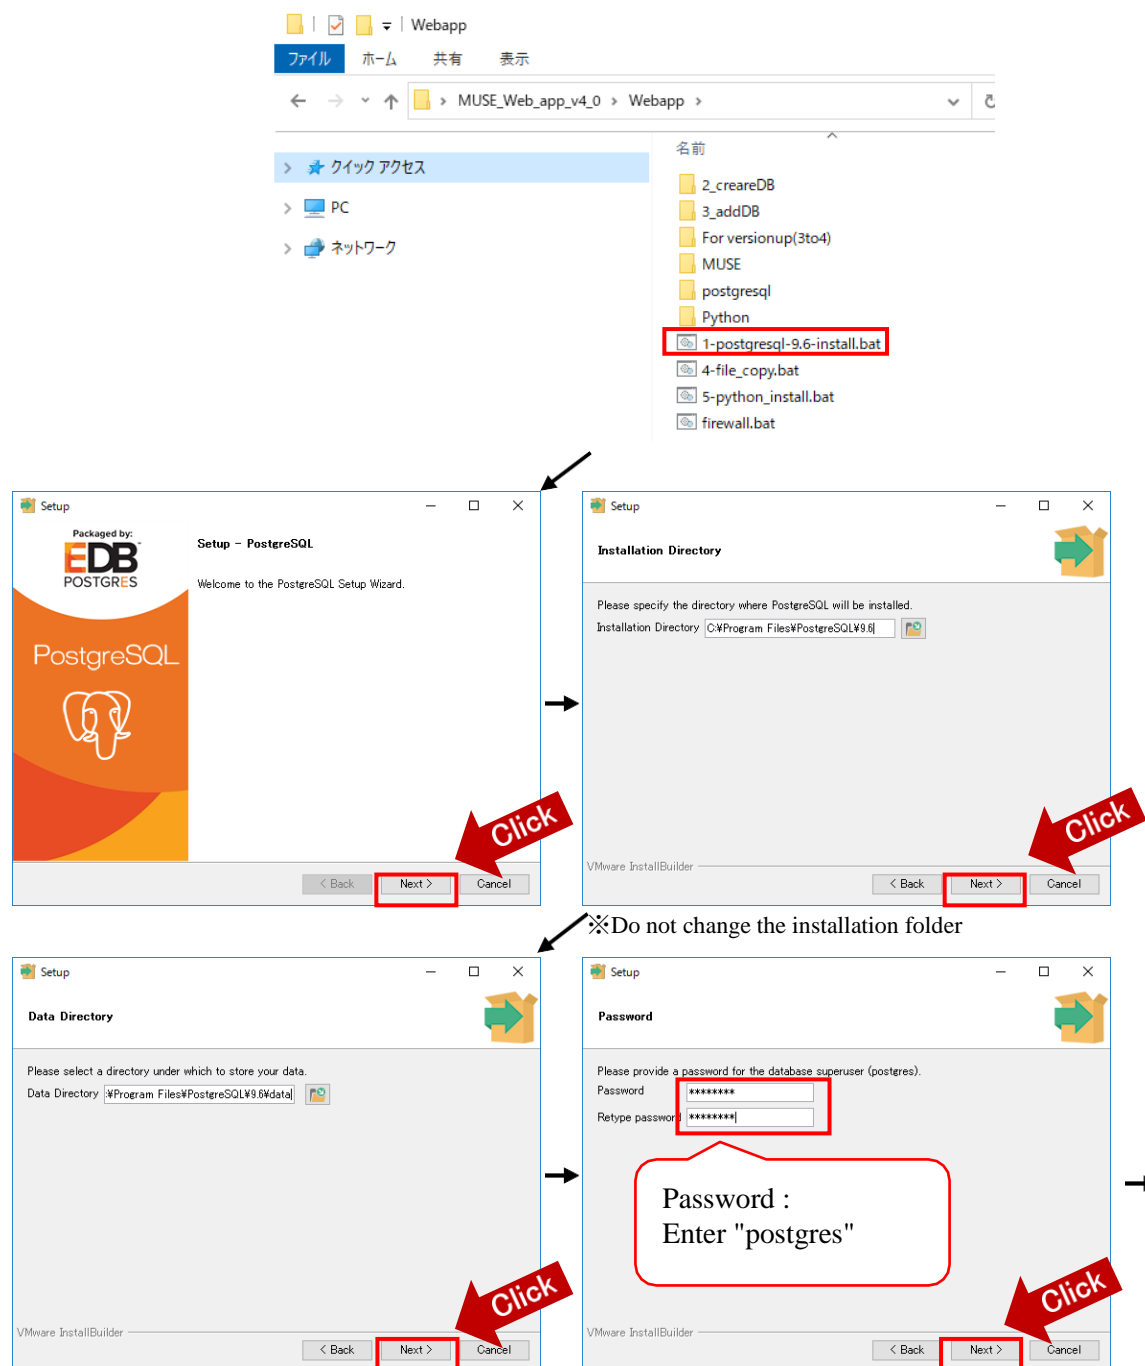 Webapp
ファイル ホーム 共有 表示
MUSE_Web_app_v4_0 › Webapp ›
名前
クイック アクセス
PC
ネットワーク
2_creareDB
3_addDB
For versionup(3to4)
MUSE
postgresql
Python
1-postgresql-9.6-install.bat
4-file_copy.bat
5-python_install.bat
firewall.bat
Setup
Packaged by:
EDB
POSTGRES
PostgreSQL
Setup - PostgreSQL
Welcome to the PostgreSQL Setup Wizard.
Click
< Back Next > Cancel
Setup
Installation Directory
Please specify the directory where PostgreSQL will be installed.
Installation Directory C:¥Program Files¥PostgreSQL¥9.6
Click
VMware InstallBuilder
< Back Next > Cancel
※Do not change the installation folder
Setup
Data Directory
Please select a directory under which to store your data.
Data Directory :¥Program Files¥PostgreSQL¥9.6¥data
Click
VMware InstallBuilder
< Back Next > Cancel
Setup
Password
Please provide a password for the database superuser (postgres).
Password ********
Retype password ********
Password :
Enter "postgres"
Click
VMware InstallBuilder
< Back Next > Cancel